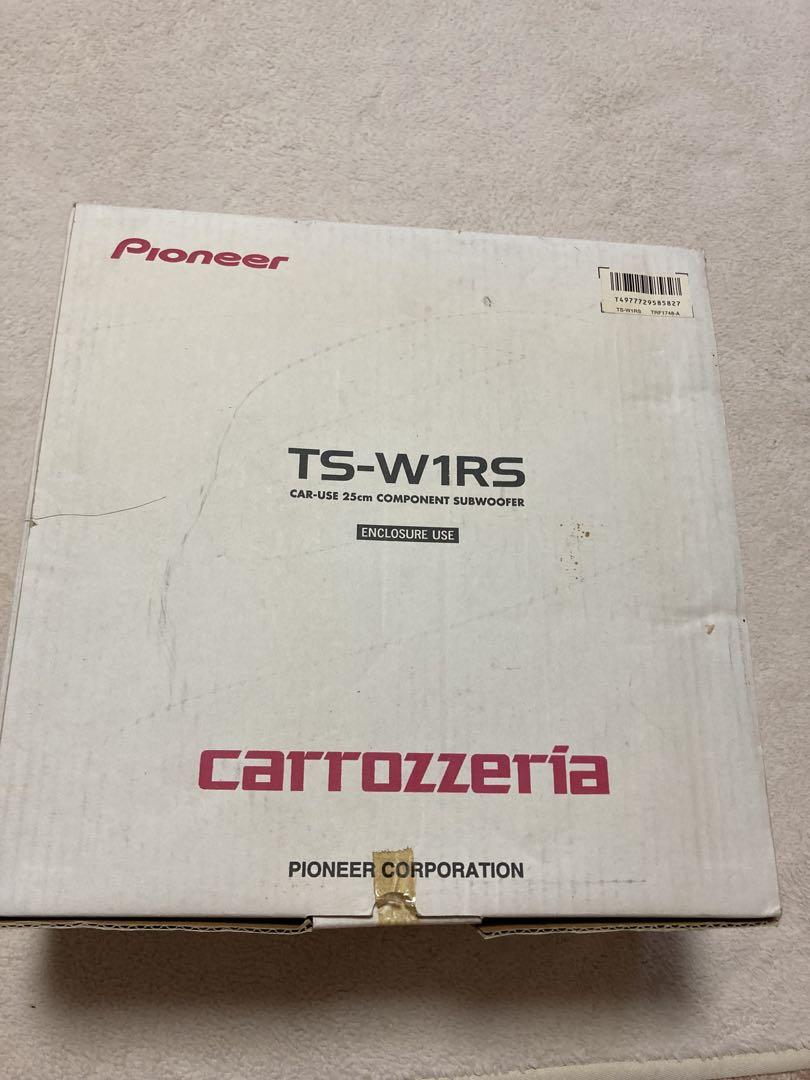 Pioneer
T4977729585827
TS-W1RS TRF1748-A
TS-W1RS
CAR-USE 25cm COMPONENT SUBWOOFER
ENCLOSURE USE
carrozzeria
PIONEER CORPORATION